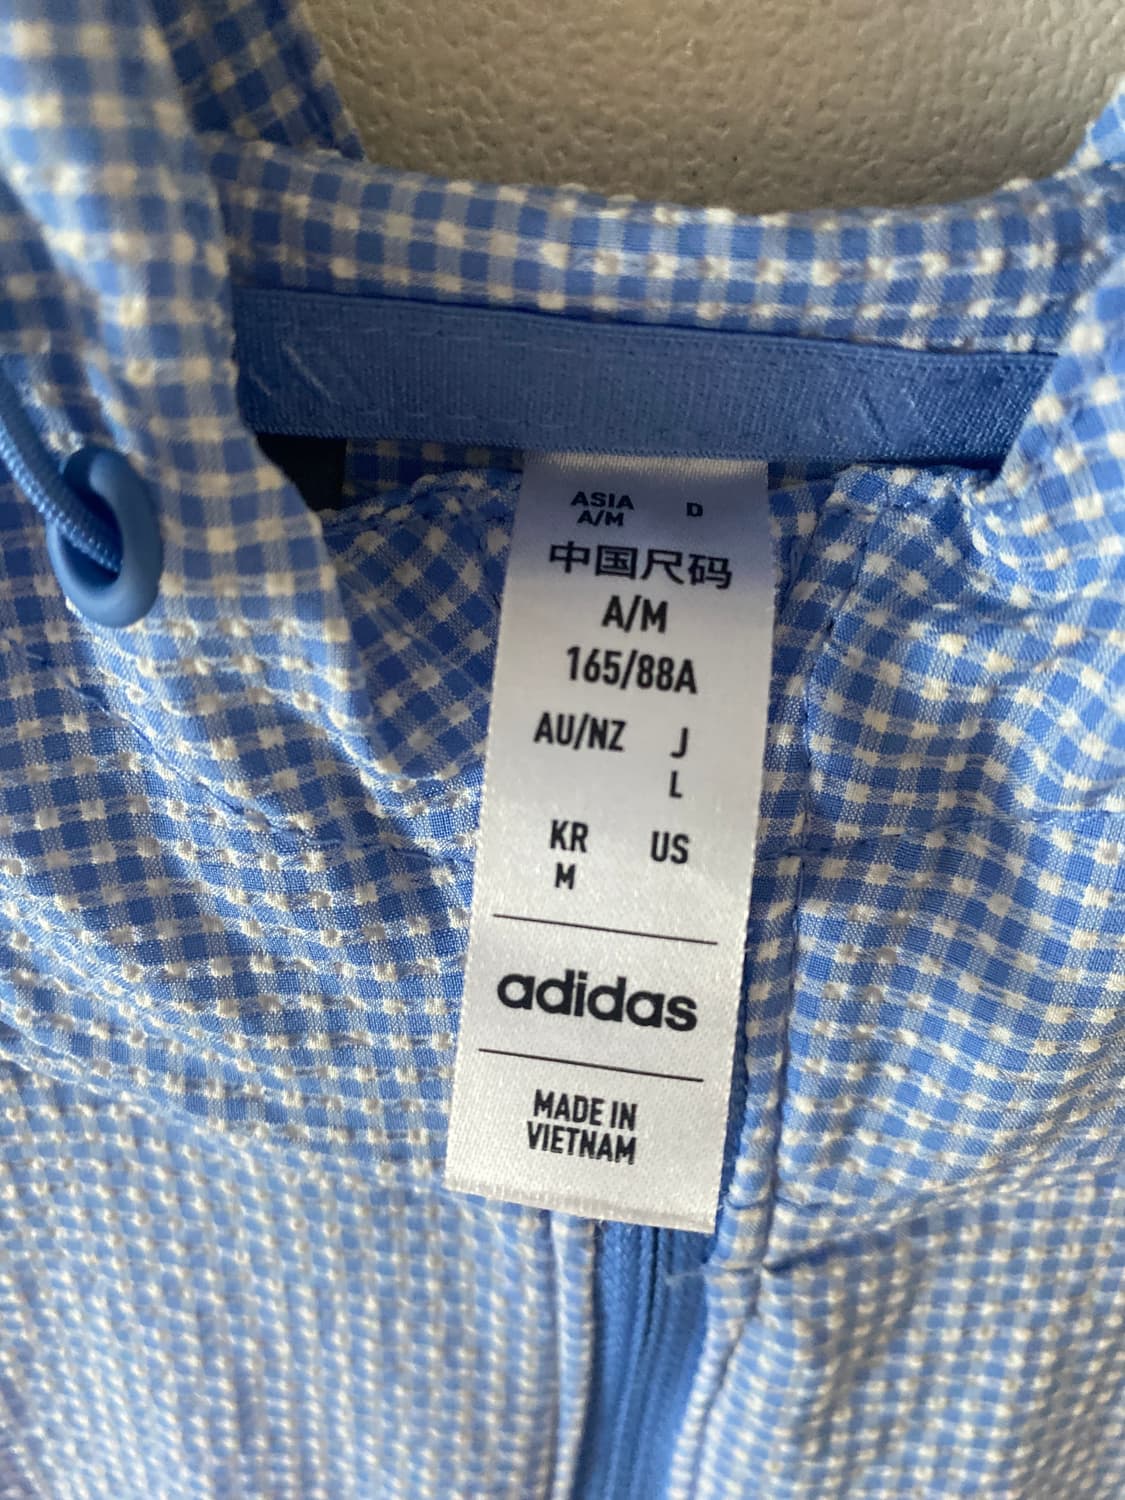 ASIA D
A/M
中国尺码
A/M
165/88A
AU/NZ J
L
KR US
M
adidas
MADE IN
VIETNAM